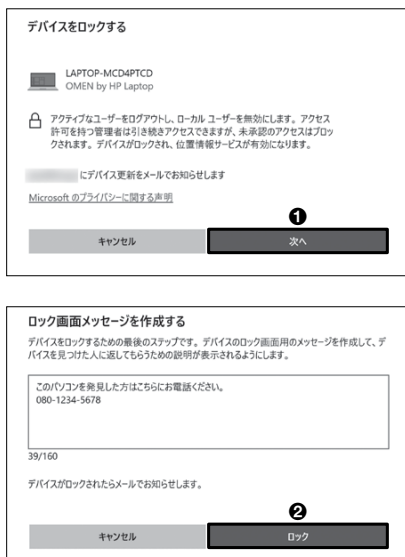 デバイスをロックする
LAPTOP-MCD4PTCD
OMEN by HP Laptop
アクティブなユーザーをログアウトし、ローカル ユーザーを無効にします。アクセス
許可を持つ管理者は引き続きアクセスできますが、未承認のアクセスはブロッ
クされます。デバイスがロックされ、位置情報サービスが有効になります。
にデバイス更新をメールでお知らせします
Microsoft のプライバシーに関する声明
❶
キャンセル 次へ
ロック画面メッセージを作成する
デバイスをロックするための最後のステップです。デバイスのロック画面用のメッセージを作成して、デ
バイスを見つけた人に返してもらうための説明が表示されるようにします。
このパソコンを発見した方はこちらにお電話ください。
080-1234-5678
39/160
デバイスがロックされたらメールでお知らせします。
❷
キャンセル ロック